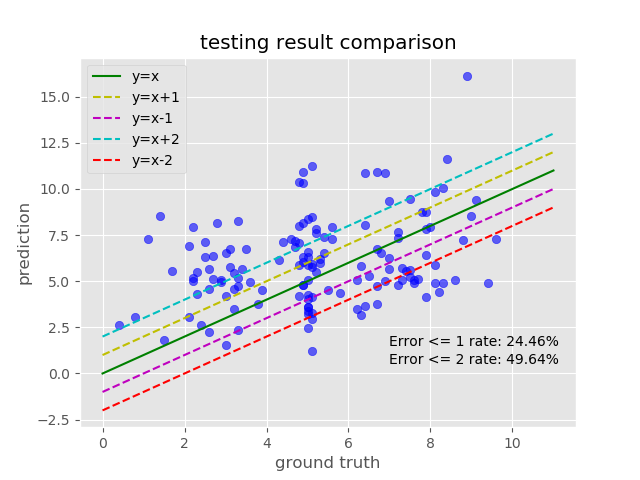 testing result comparison
y=x
y=x+1
y=x-1
y=x+2
y=x-2
15.0
12.5
10.0
7.5
5.0
2.5
0.0
−2.5
prediction
Error <= 1 rate: 24.46%
Error <= 2 rate: 49.64%
0 2 4 6 8 10
ground truth